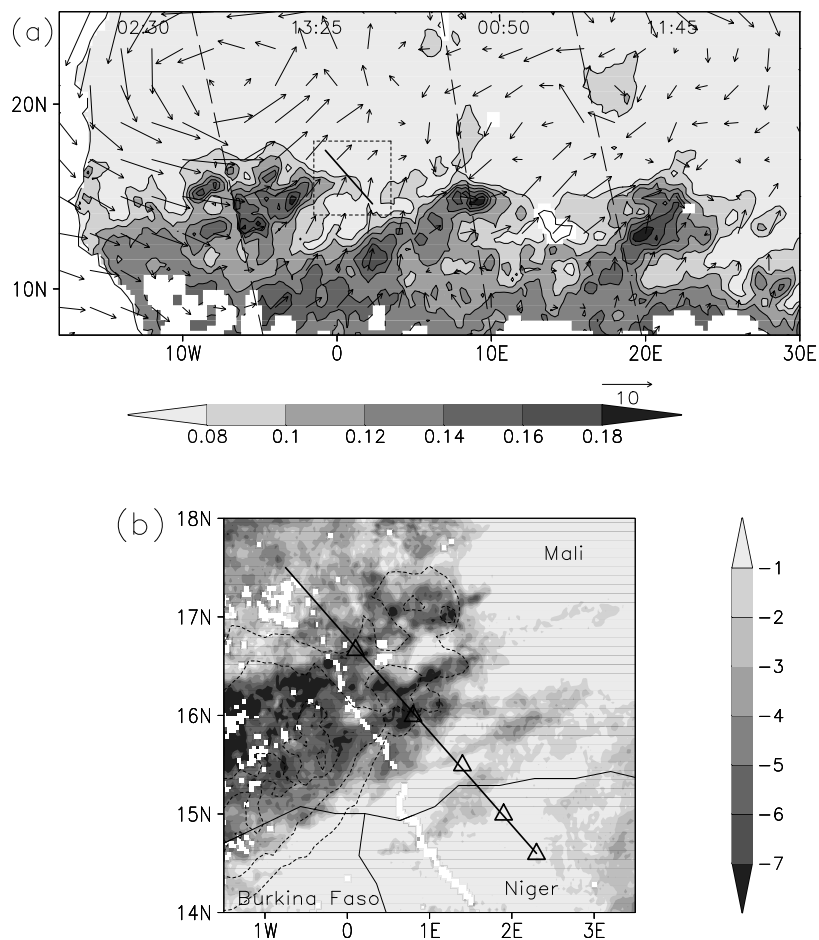 (a)
02:30 13:25 00:50 11:45
20N
10N
10W 0 10E 20E 30E
10
0.08 0.1 0.12 0.14 0.16 0.18
(b)
18N
Mali
17N
16N
15N
14N
Burkina Faso
Niger
1W 0 1E 2E 3E
-1
-2
-3
-4
-5
-6
-7